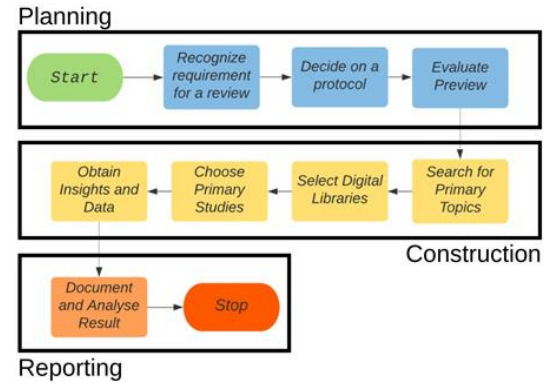 Planning
Start
Recognize
requirement
for a review
Decide on a
protocol
Evaluate
Preview
Search for
Primary
Topics
Select Digital
Libraries
Choose
Primary
Studies
Obtain
Insights and
Data
Construction
Document
and Analyse
Result
Stop
Reporting